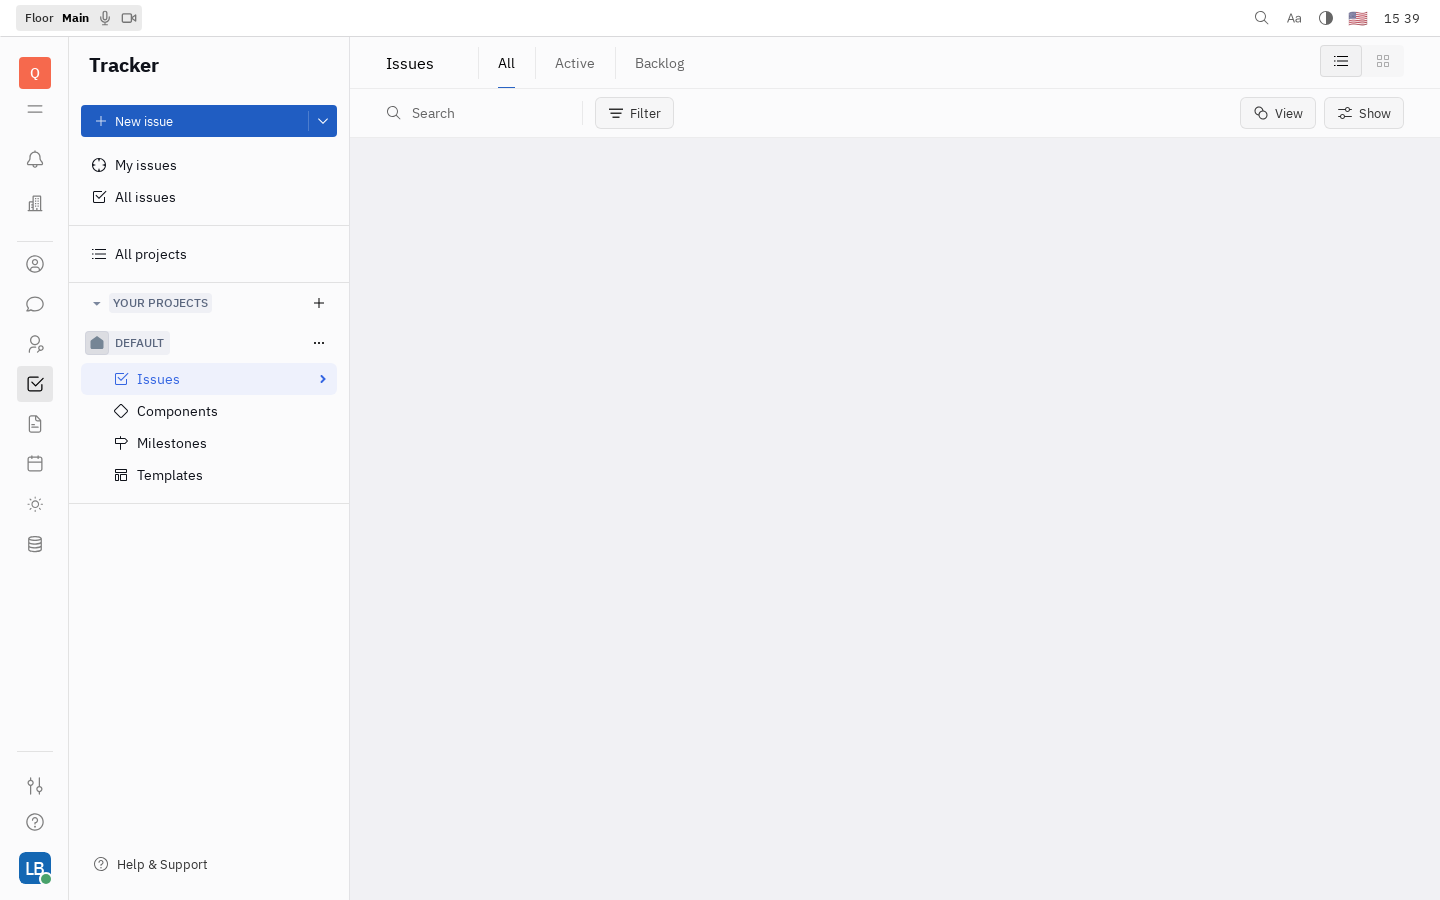 Floor Main
Aa
15 39
Q
Tracker
New issue
My issues
All issues
All projects
YOUR PROJECTS
DEFAULT
Issues
Components
Milestones
Templates
Help & Support
LB
Issues
All
Active
Backlog
Search
Filter
View
Show